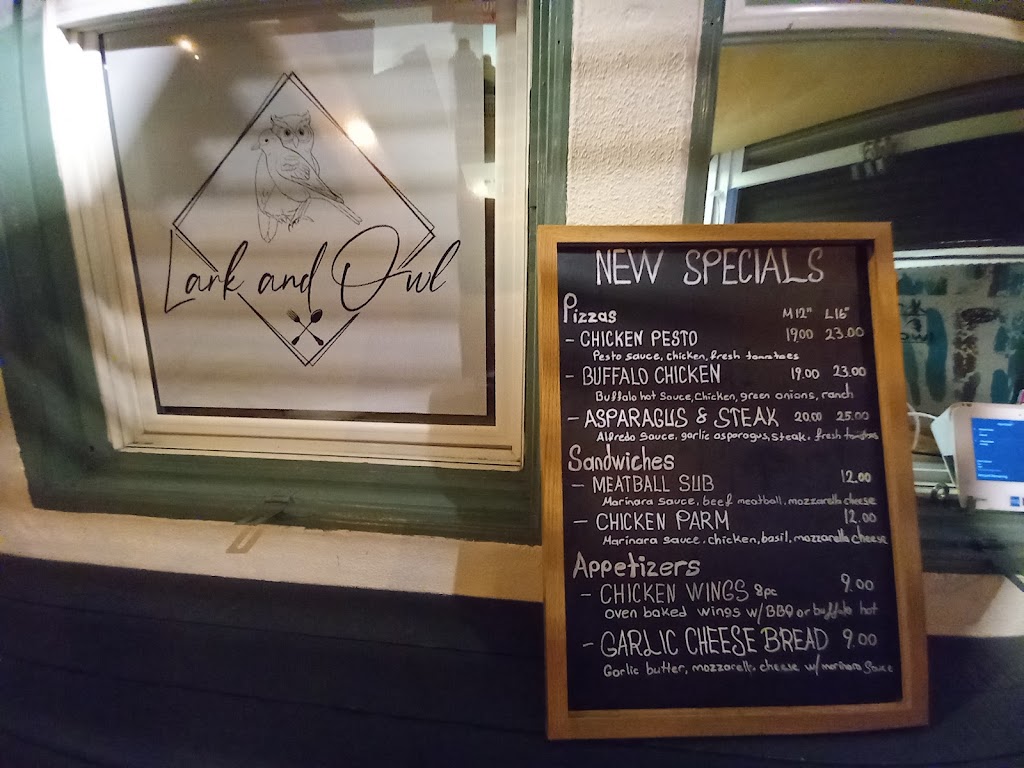 Lark and Owl
NEW SPECIALS
Pizzas M12" L16"
- CHICKEN PESTO 19.00 23.00
Pesto sauce, chicken, fresh tomatoes
- BUFFALO CHICKEN 19.00 23.00
Buffalo hot Sauce, Chicken, green onions, ranch
- ASPARAGUS & STEAK 20.00 25.00
Alfredo sauce, garlic asparagus, steak, fresh tomatoes
Sandwiches
- MEATBALL SUB 12.00
Marinara sauce, beef meatball, mozzarella cheese
- CHICKEN PARM 12.00
Marinara sauce, chicken, basil, mozzarella cheese
Appetizers
- CHICKEN WINGS 8pc 9.00
oven baked wings w/ BBQ or buffalo hot
- GARLIC CHEESE BREAD 9.00
Garlic butter, mozzarella cheese w/ marinara Sauce